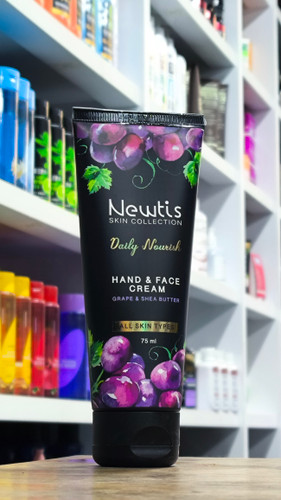 Newtis
SKIN COLLECTION
Daily Nourish
HAND & FACE
CREAM
GRAPE & SHEA BUTTER
ALL SKIN TYPES
75 ml